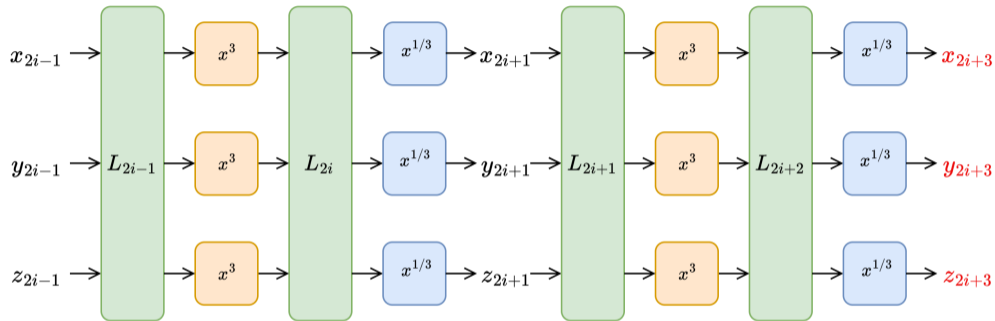 x_{2i−1} L_{2i−1} x^3 L_{2i} x^{1/3} x_{2i+1} L_{2i+1} x^3 L_{2i+2} x^{1/3} x_{2i+3}
y_{2i−1} x^3 x^{1/3} y_{2i+1} x^3 x^{1/3} y_{2i+3}
z_{2i−1} x^3 x^{1/3} z_{2i+1} x^3 x^{1/3} z_{2i+3}